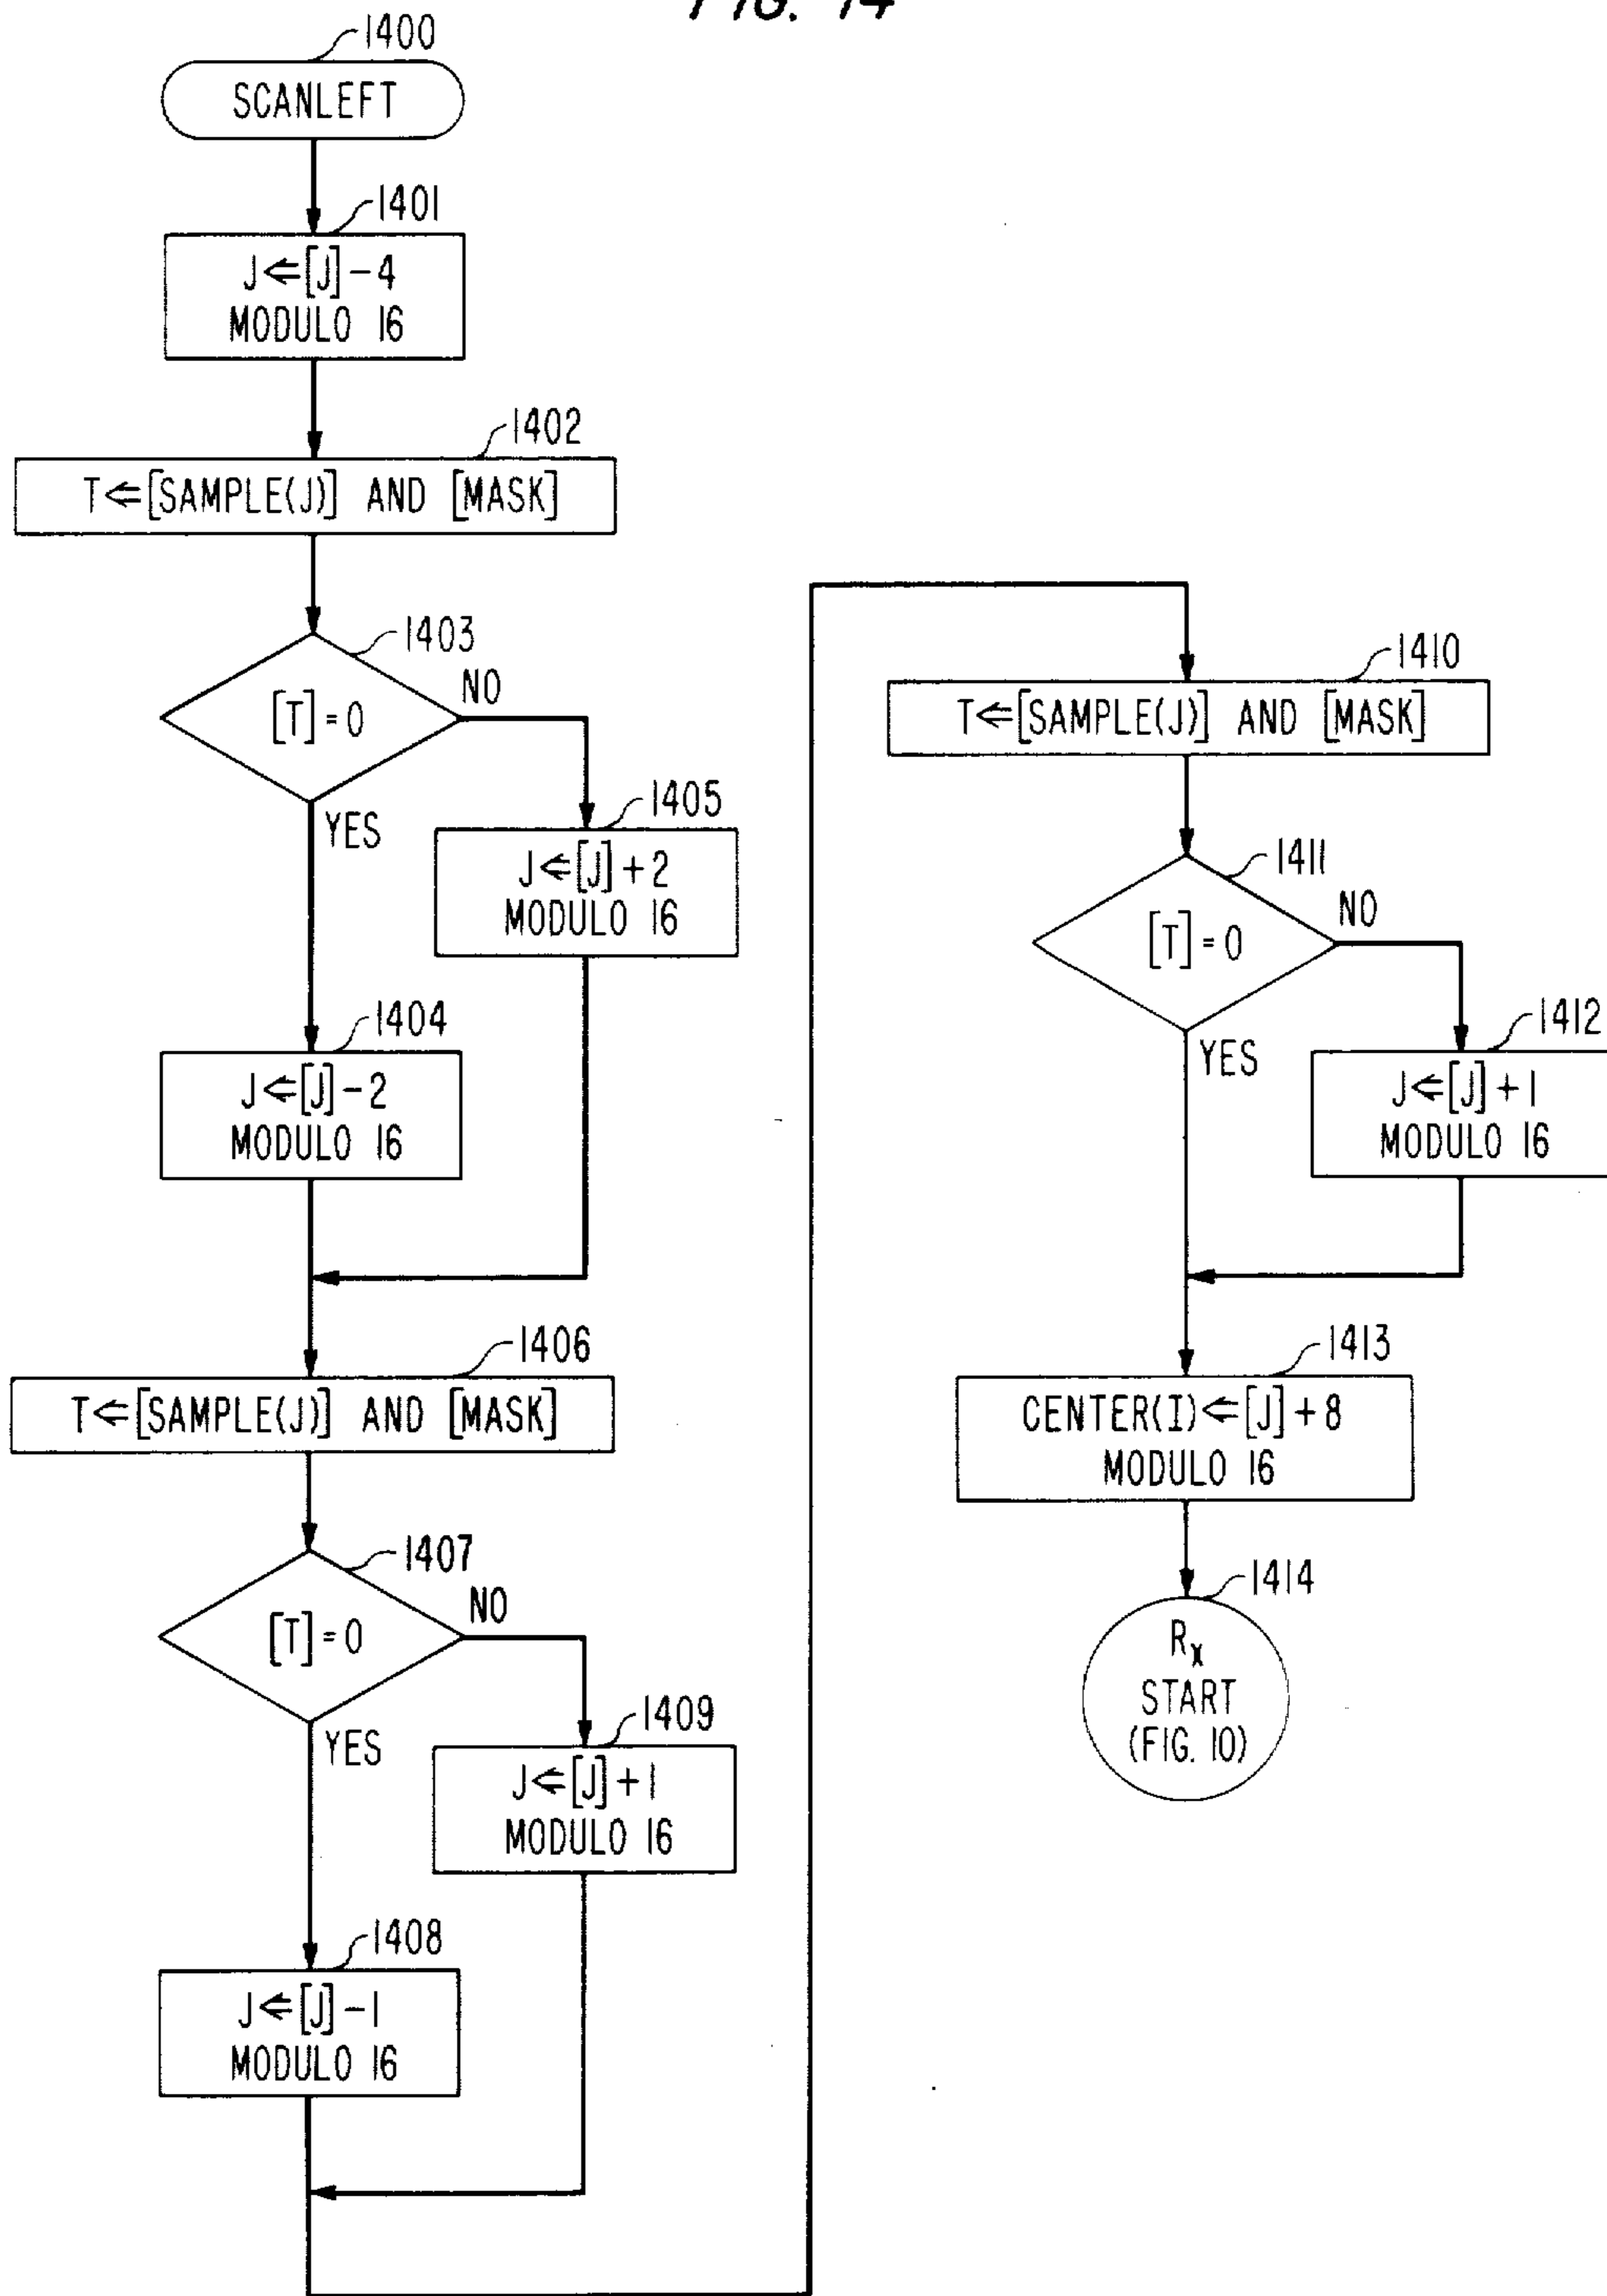 FIG. 14
1400
SCANLEFT
1401
J⇐[J]-4
MODULO 16
1402
T⇐[SAMPLE(J)] AND [MASK]
1403
[T]=0
NO
YES
1405
J⇐[J]+2
MODULO 16
1404
J⇐[J]-2
MODULO 16
1406
T⇐[SAMPLE(J)] AND [MASK]
1407
[T]=0
NO
YES
1409
J⇐[J]+1
MODULO 16
1408
J⇐[J]-1
MODULO 16
1410
T⇐[SAMPLE(J)] AND [MASK]
1411
[T]=0
NO
YES
1412
J⇐[J]+1
MODULO 16
1413
CENTER(I)⇐[J]+8
MODULO 16
1414
Rx
START
(FIG. 10)